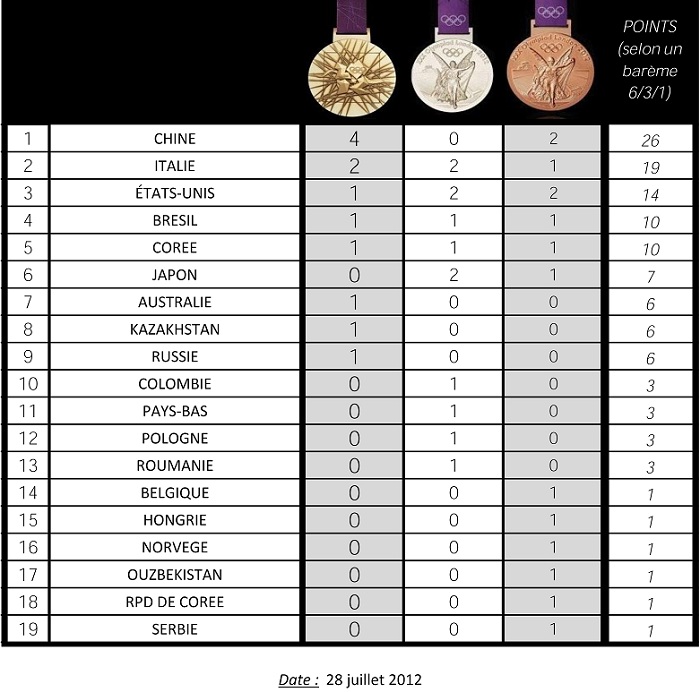 POINTS
(selon un
barème
6/3/1)
1 CHINE 4 0 2 26
2 ITALIE 2 2 1 19
3 ÉTATS-UNIS 1 2 2 14
4 BRESIL 1 1 1 10
5 COREE 1 1 1 10
6 JAPON 0 2 1 7
7 AUSTRALIE 1 0 0 6
8 KAZAKHSTAN 1 0 0 6
9 RUSSIE 1 0 0 6
10 COLOMBIE 0 1 0 3
11 PAYS-BAS 0 1 0 3
12 POLOGNE 0 1 0 3
13 ROUMANIE 0 1 0 3
14 BELGIQUE 0 0 1 1
15 HONGRIE 0 0 1 1
16 NORVEGE 0 0 1 1
17 OUZBEKISTAN 0 0 1 1
18 RPD DE COREE 0 0 1 1
19 SERBIE 0 0 1 1
Date : 28 juillet 2012